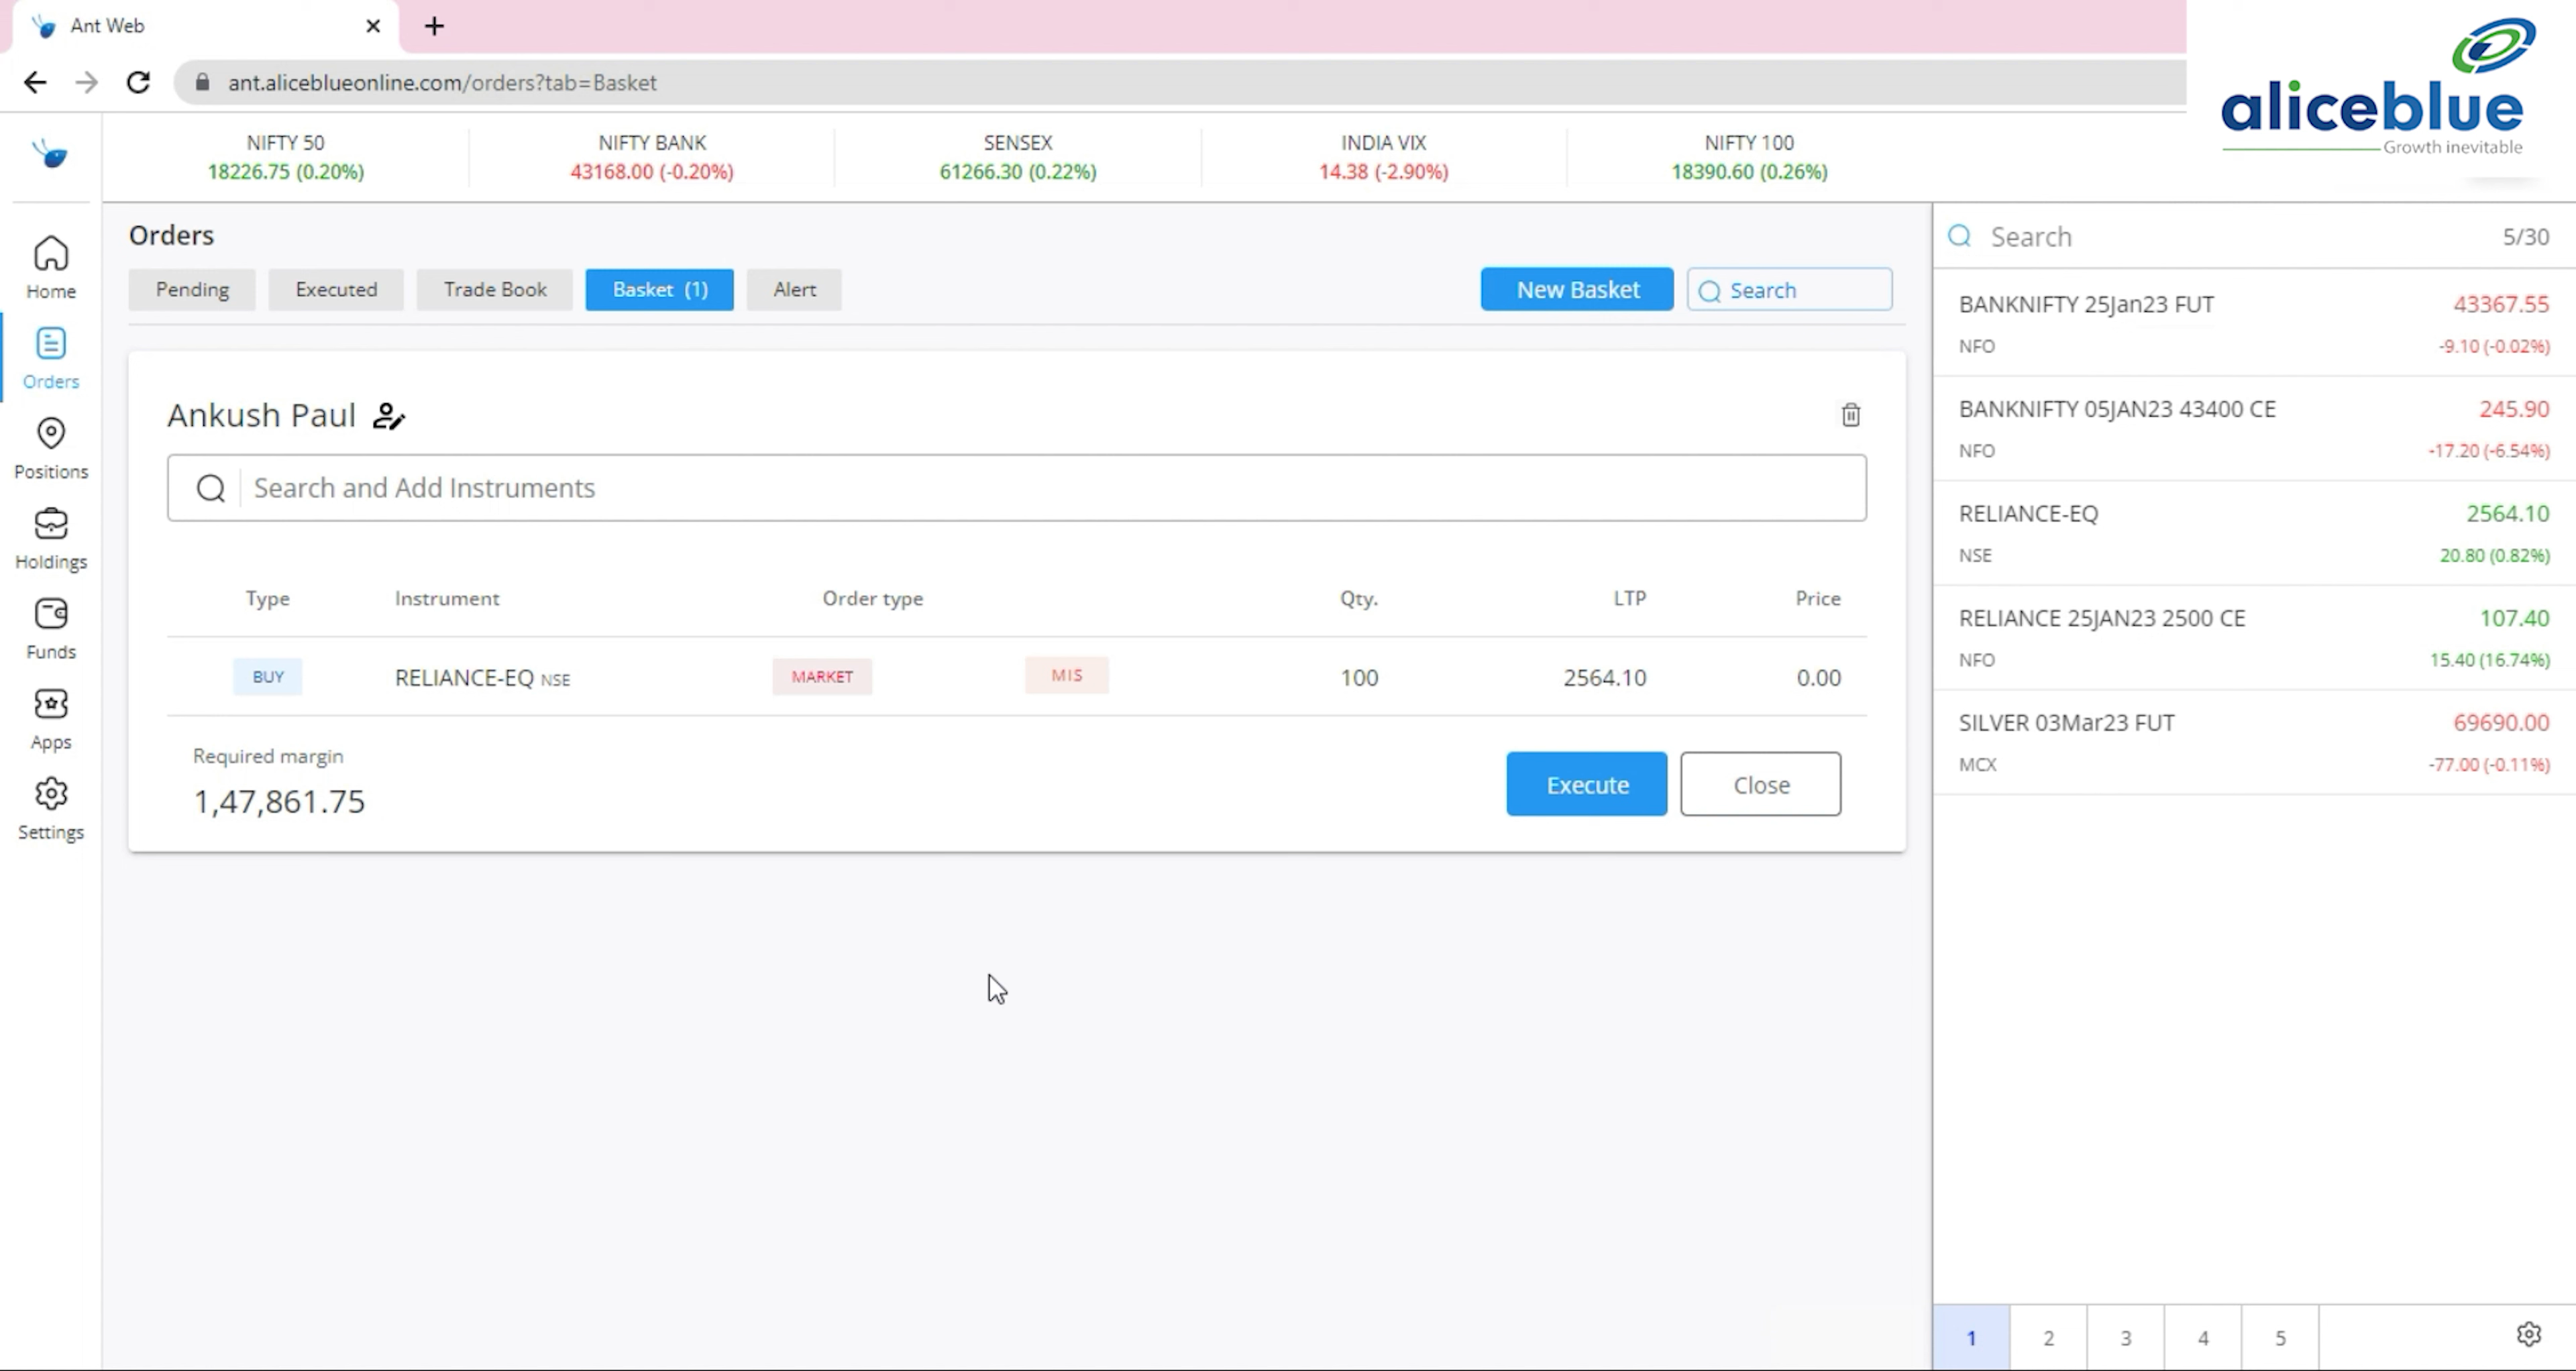 Ant Web
ant.aliceblueonline.com/orders?tab=Basket
aliceblue
Growth inevitable
NIFTY 50
18226.75 (0.20%)
NIFTY BANK
43168.00 (-0.20%)
SENSEX
61266.30 (0.22%)
INDIA VIX
14.38 (-2.90%)
NIFTY 100
18390.60 (0.26%)
Home
Orders
Positions
Holdings
Funds
Apps
Settings
Orders
Pending Executed Trade Book Basket (1) Alert New Basket Search
Ankush Paul
Search and Add Instruments
Type Instrument Order type Qty. LTP Price
BUY RELIANCE-EQ NSE MARKET MIS 100 2564.10 0.00
Required margin
1,47,861.75
Execute Close
Search 5/30
BANKNIFTY 25Jan23 FUT 43367.55
NFO -9.10 (-0.02%)
BANKNIFTY 05JAN23 43400 CE 245.90
NFO -17.20 (-6.54%)
RELIANCE-EQ 2564.10
NSE 20.80 (0.82%)
RELIANCE 25JAN23 2500 CE 107.40
NFO 15.40 (16.74%)
SILVER 03Mar23 FUT 69690.00
MCX -77.00 (-0.11%)
1 2 3 4 5